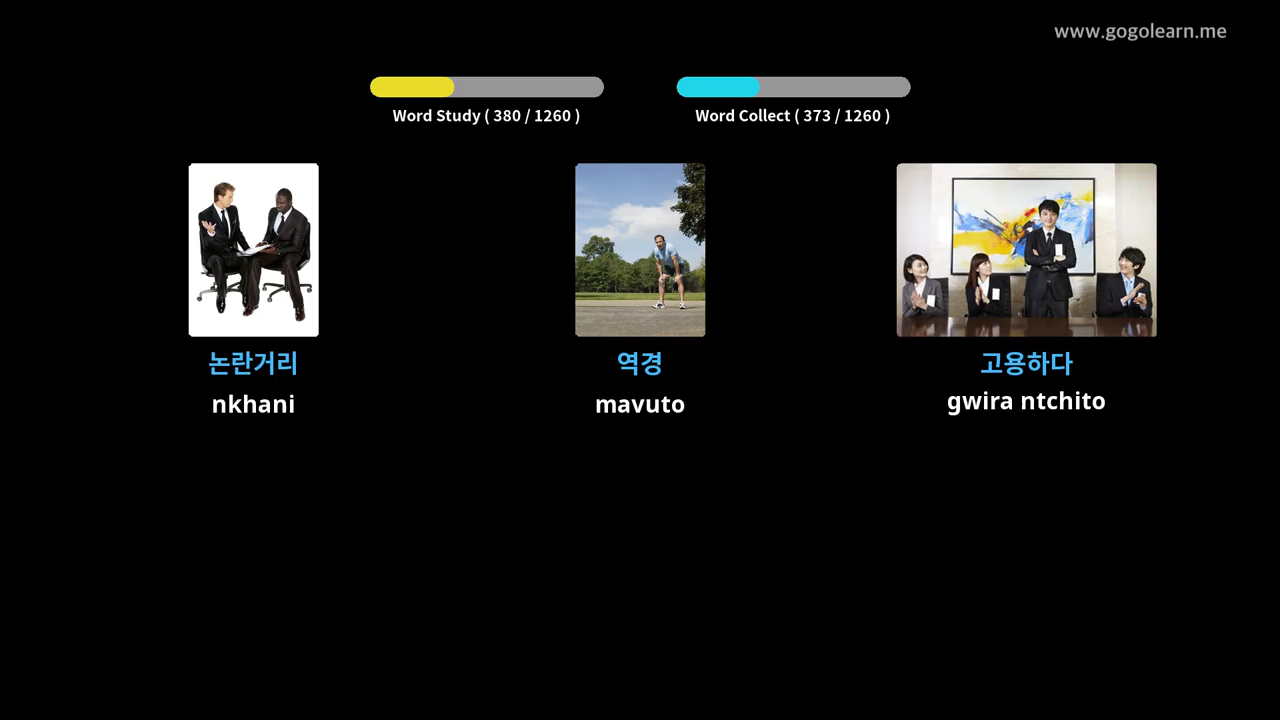 www.gogolearn.me
Word Study ( 380 / 1260 )
Word Collect ( 373 / 1260 )
논란거리
nkhani
역경
mavuto
고용하다
gwira ntchito